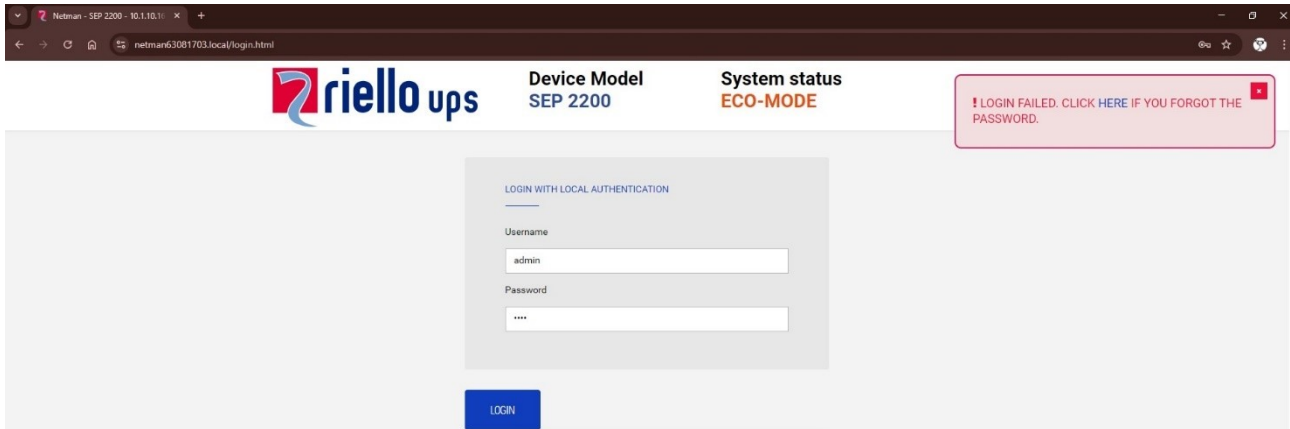 Netman - SEP 2200 - 10.1.10.16
netman63081703.local/login.html
riello ups
Device Model
SEP 2200
System status
ECO-MODE
! LOGIN FAILED. CLICK HERE IF YOU FORGOT THE
PASSWORD.
LOGIN WITH LOCAL AUTHENTICATION
Username
admin
Password
••••
LOGIN